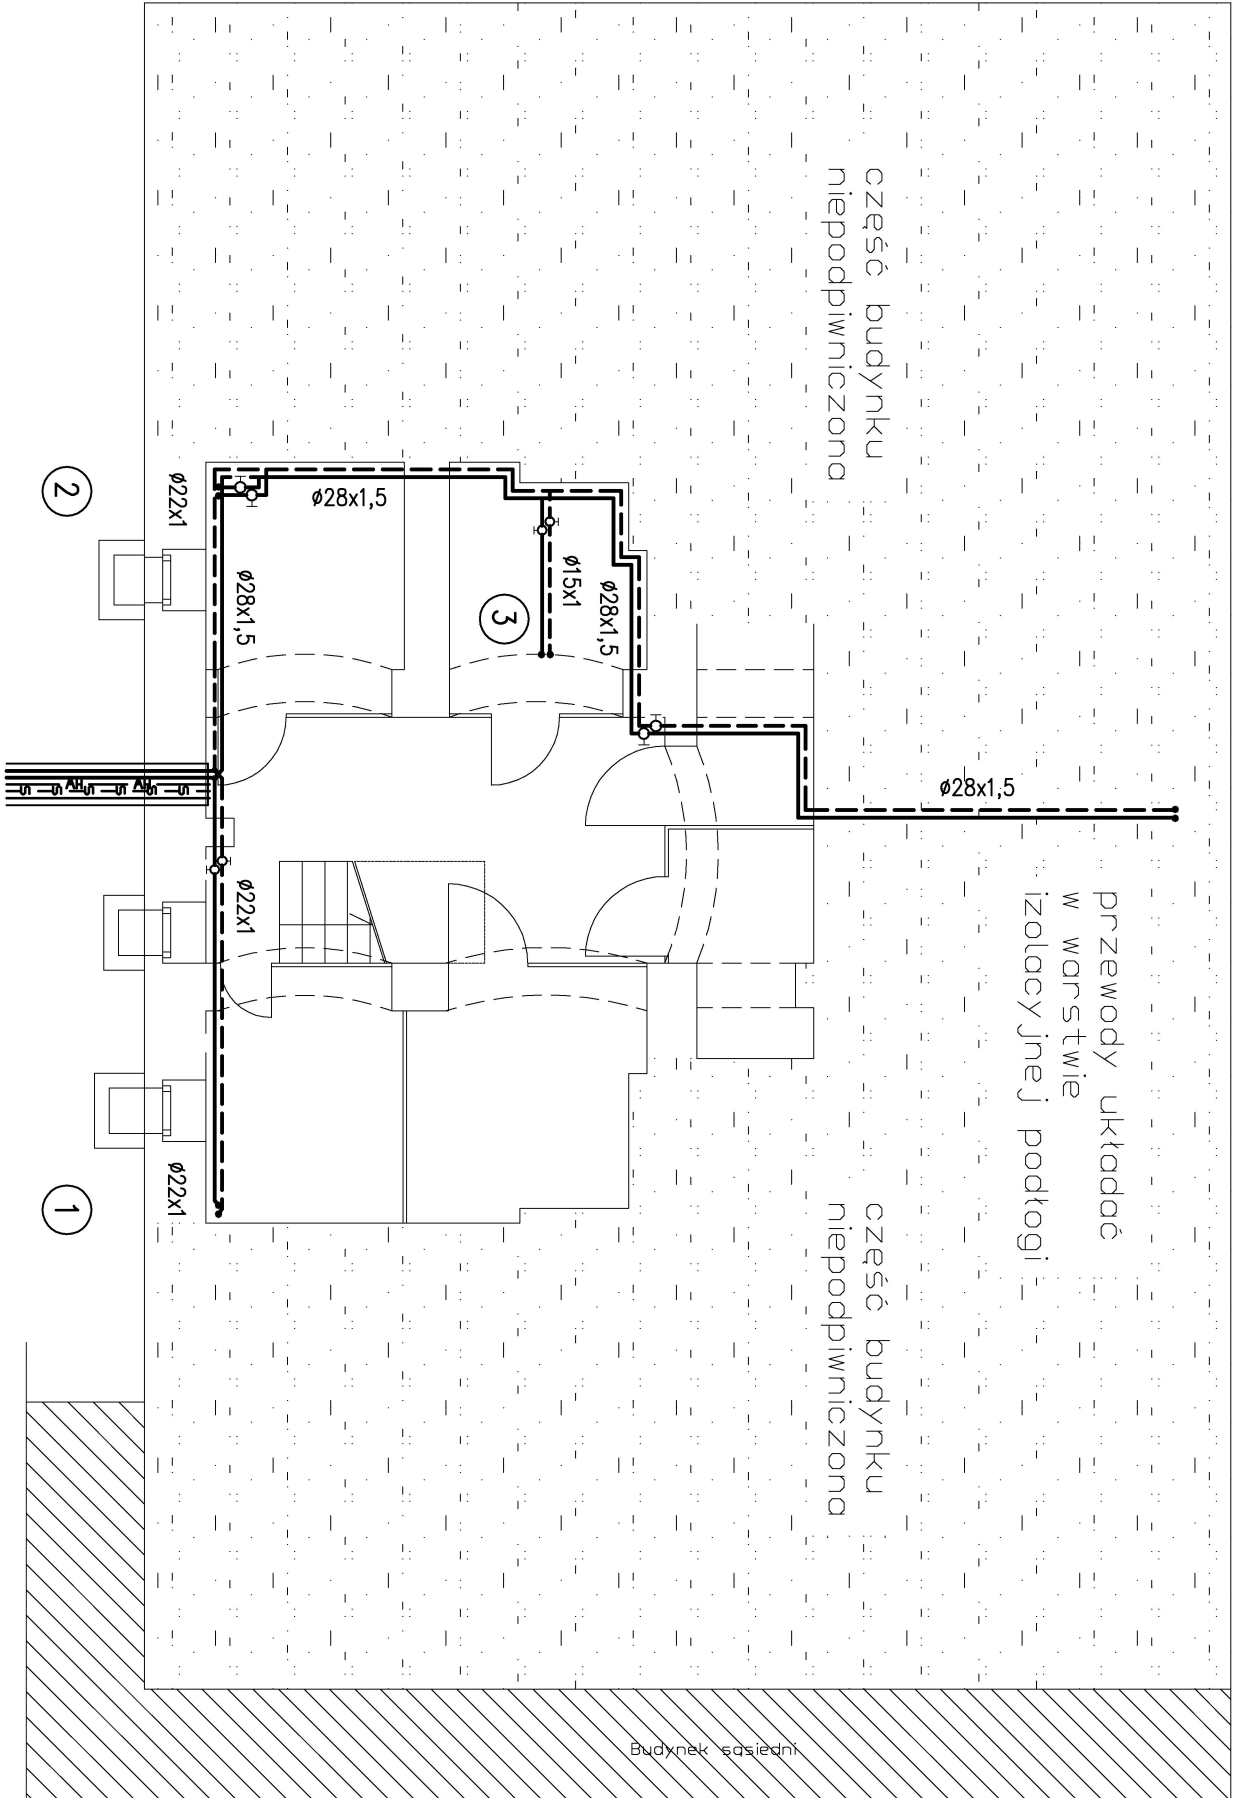 część budynku
niepodpiwniczona
ø28x1,5
przewody układać
w warstwie
izolacyjnej podłogi
część budynku
niepodpiwniczona
ø28x1,5
ø15x1
3
ø28x1,5
ø22x1
2
ø28x1,5
ø22x1
ø22x1
1
Budynek sąsiedni